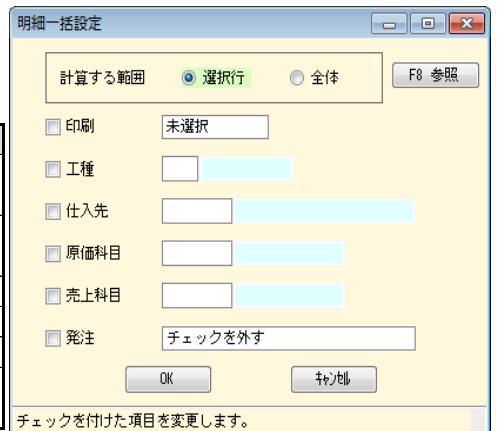 明細一括設定
計算する範囲 選択行 全体 F8 参照
印刷 未選択
工種
仕入先
原価科目
売上科目
発注 チェックを外す
OK ｷｬﾝｾﾙ
チェックを付けた項目を変更します。